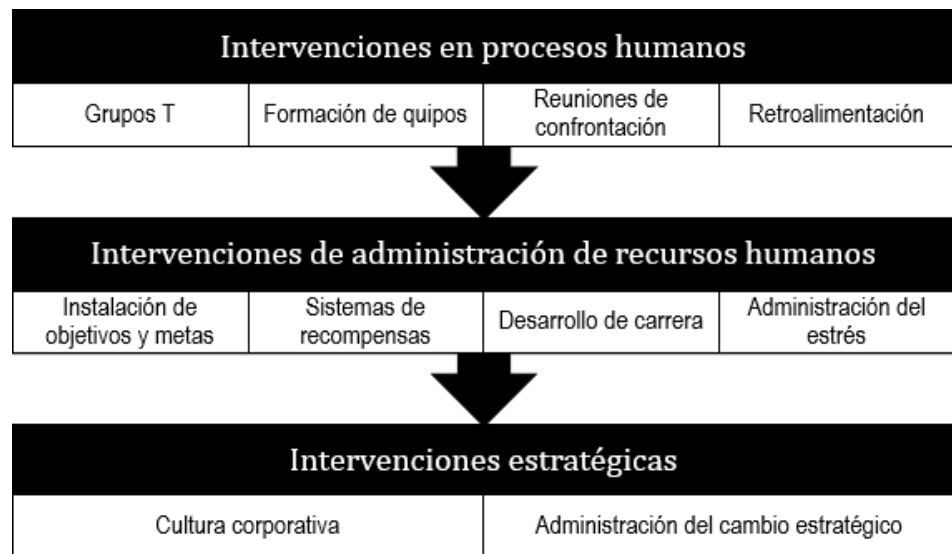 Intervenciones en procesos humanos
Grupos T
Formación de quipos
Reuniones de
confrontación
Retroalimentación
Intervenciones de administración de recursos humanos
Instalación de
objetivos y metas
Sistemas de
recompensas
Desarrollo de carrera
Administración del
estrés
Intervenciones estratégicas
Cultura corporativa
Administración del cambio estratégico